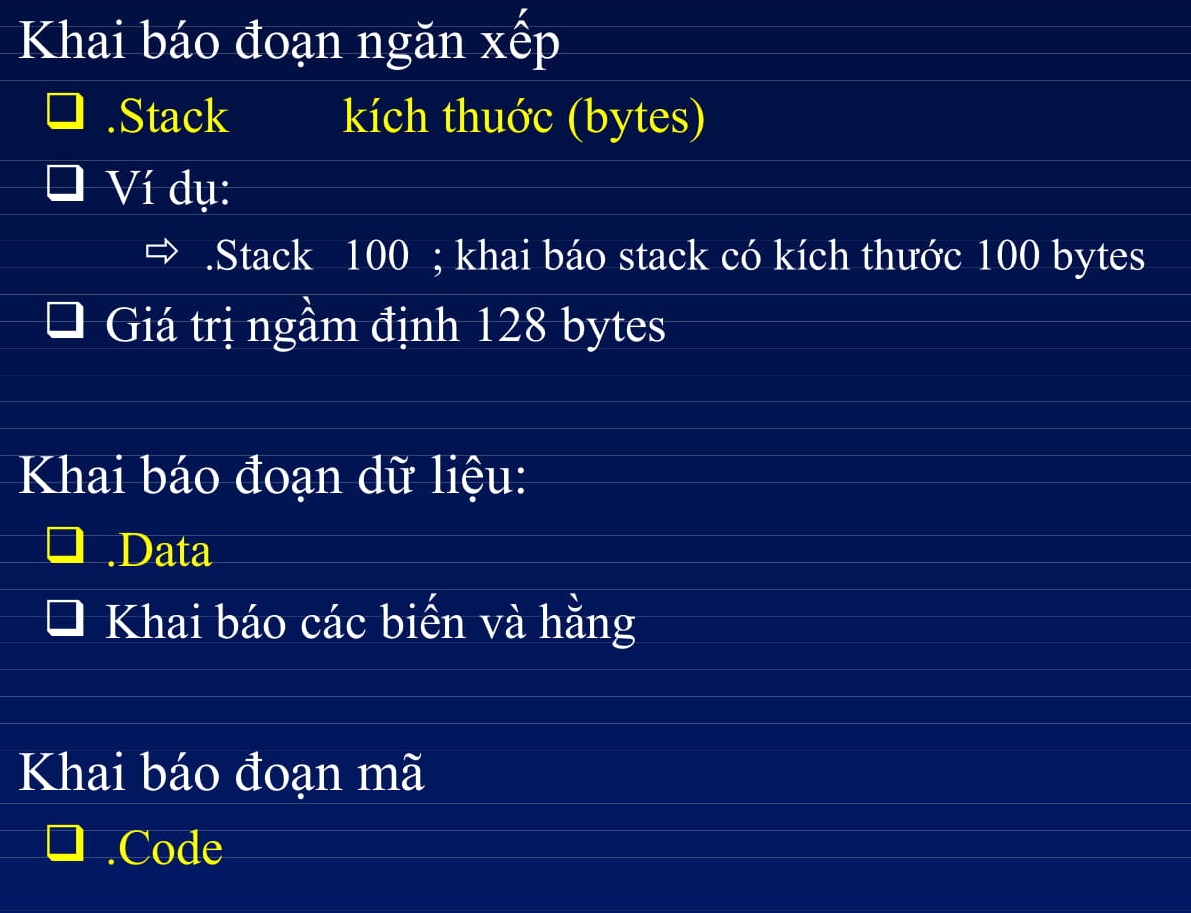 Khai báo đoạn ngăn xếp
.Stack kích thuớc (bytes)
Ví dụ:
.Stack 100 ; khai báo stack có kích thước 100 bytes
Giá trị ngầm định 128 bytes
Khai báo đoạn dữ liệu:
.Data
Khai báo các biến và hằng
Khai báo đoạn mã
.Code